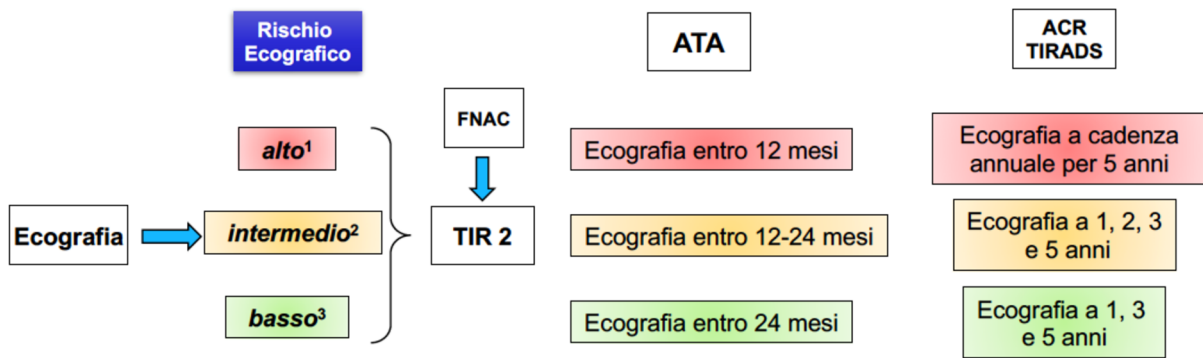 Rischio
Ecografico
ATA
ACR
TIRADS
FNAC
alto¹
Ecografia entro 12 mesi
Ecografia a cadenza
annuale per 5 anni
Ecografia
intermedio²
TIR 2
Ecografia entro 12-24 mesi
Ecografia a 1, 2, 3
e 5 anni
basso³
Ecografia entro 24 mesi
Ecografia a 1, 3
e 5 anni